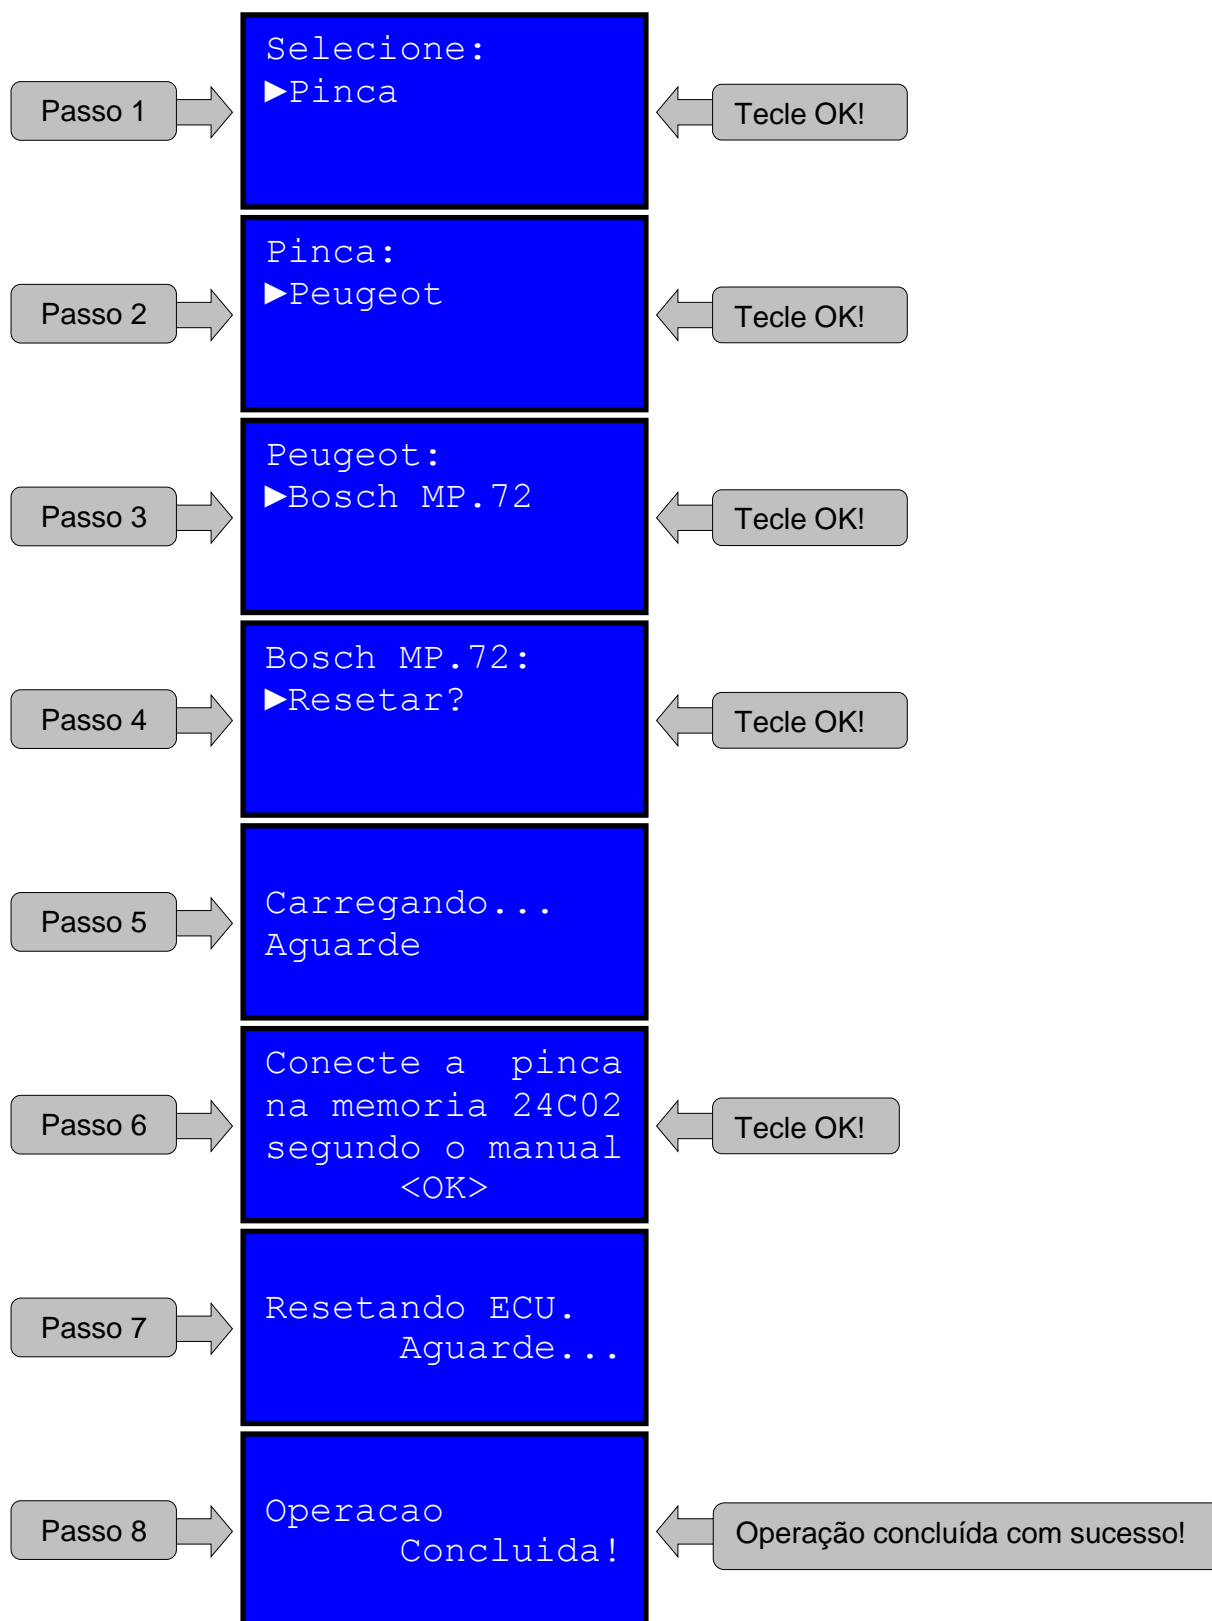 Passo 1
Selecione:
►Pinca
Tecle OK!
Passo 2
Pinca:
►Peugeot
Tecle OK!
Passo 3
Peugeot:
►Bosch MP.72
Tecle OK!
Passo 4
Bosch MP.72:
►Resetar?
Tecle OK!
Passo 5
Carregando...
Aguarde
Passo 6
Conecte a  pinca
na memoria 24C02
segundo o manual
<OK>
Tecle OK!
Passo 7
Resetando ECU.
Aguarde...
Passo 8
Operacao
Concluida!
Operação concluída com sucesso!